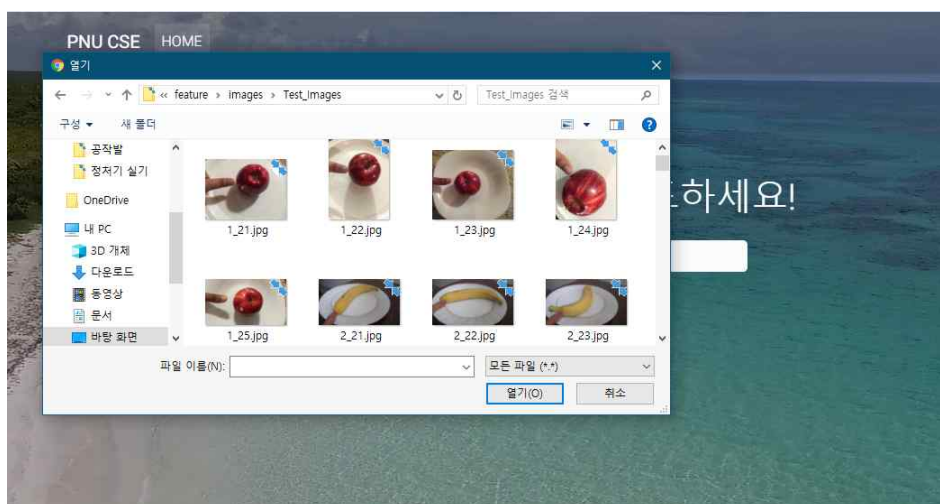 PNU CSE HOME
열기
« feature › images › Test_Images
Test_Images 검색
구성 새 폴더
공작발
정처기 실기
OneDrive
내 PC
3D 개체
다운로드
동영상
문서
바탕 화면
1_21.jpg 1_22.jpg 1_23.jpg 1_24.jpg
1_25.jpg 2_21.jpg 2_22.jpg 2_23.jpg
하세요!
파일 이름(N): 모든 파일 (*.*)
열기(O) 취소